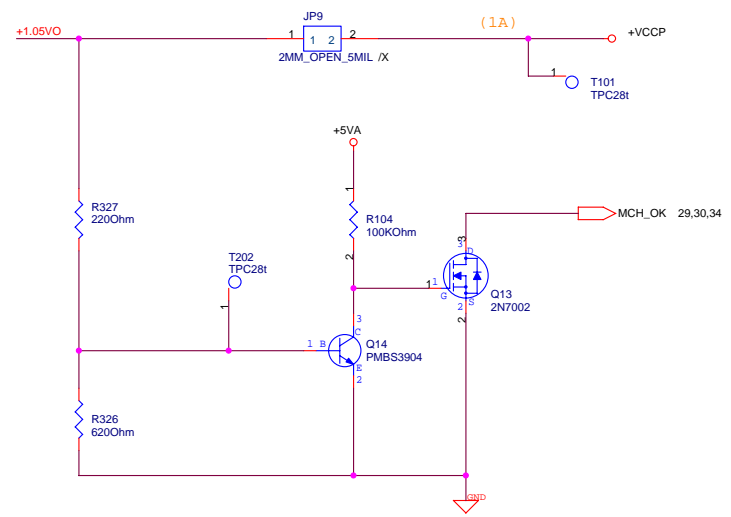 JP9
(1A)
+1.05VO
1
1 2
2
+VCCP
2MM_OPEN_5MIL /X
1
T101
TPC28t
+5VA
1
R327
220Ohm
R104
100KOhm
MCH_OK 29,30,34
3
3
D
2
T202
TPC28t
1
1
G
Q13
2N7002
S
2
2
1
3
C
1 B
Q14
PMBS3904
E
2
R326
620Ohm
GND